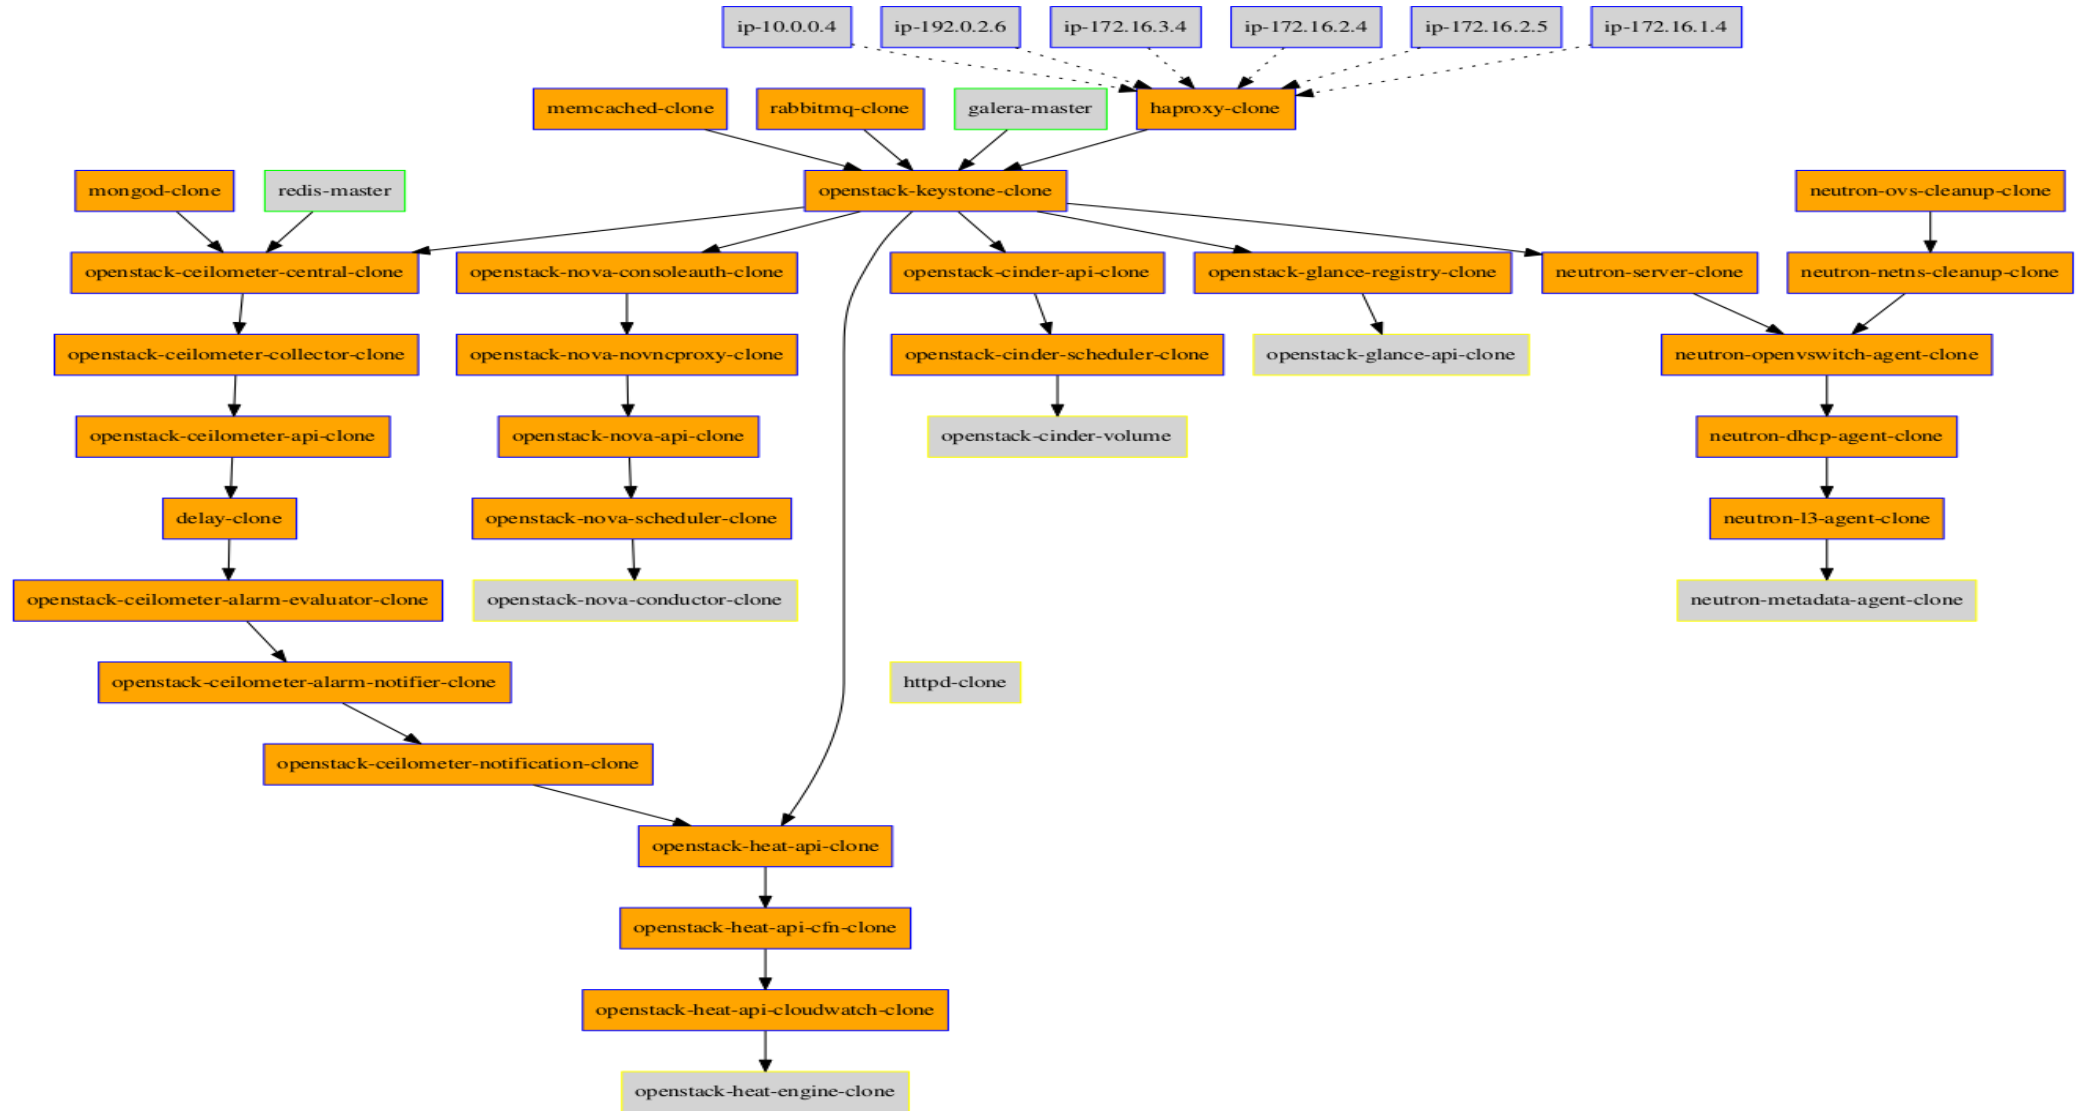 ip-10.0.0.4
ip-192.0.2.6
ip-172.16.3.4
ip-172.16.2.4
ip-172.16.2.5
ip-172.16.1.4
memcached-clone
rabbitmq-clone
galera-master
haproxy-clone
mongod-clone
redis-master
openstack-keystone-clone
neutron-ovs-cleanup-clone
openstack-ceilometer-central-clone
openstack-nova-consoleauth-clone
openstack-cinder-api-clone
openstack-glance-registry-clone
neutron-server-clone
neutron-netns-cleanup-clone
openstack-ceilometer-collector-clone
openstack-nova-novncproxy-clone
openstack-cinder-scheduler-clone
openstack-glance-api-clone
neutron-openvswitch-agent-clone
openstack-ceilometer-api-clone
openstack-nova-api-clone
openstack-cinder-volume
neutron-dhcp-agent-clone
delay-clone
openstack-nova-scheduler-clone
neutron-l3-agent-clone
openstack-ceilometer-alarm-evaluator-clone
openstack-nova-conductor-clone
neutron-metadata-agent-clone
openstack-ceilometer-alarm-notifier-clone
httpd-clone
openstack-ceilometer-notification-clone
openstack-heat-api-clone
openstack-heat-api-cfn-clone
openstack-heat-api-cloudwatch-clone
openstack-heat-engine-clone